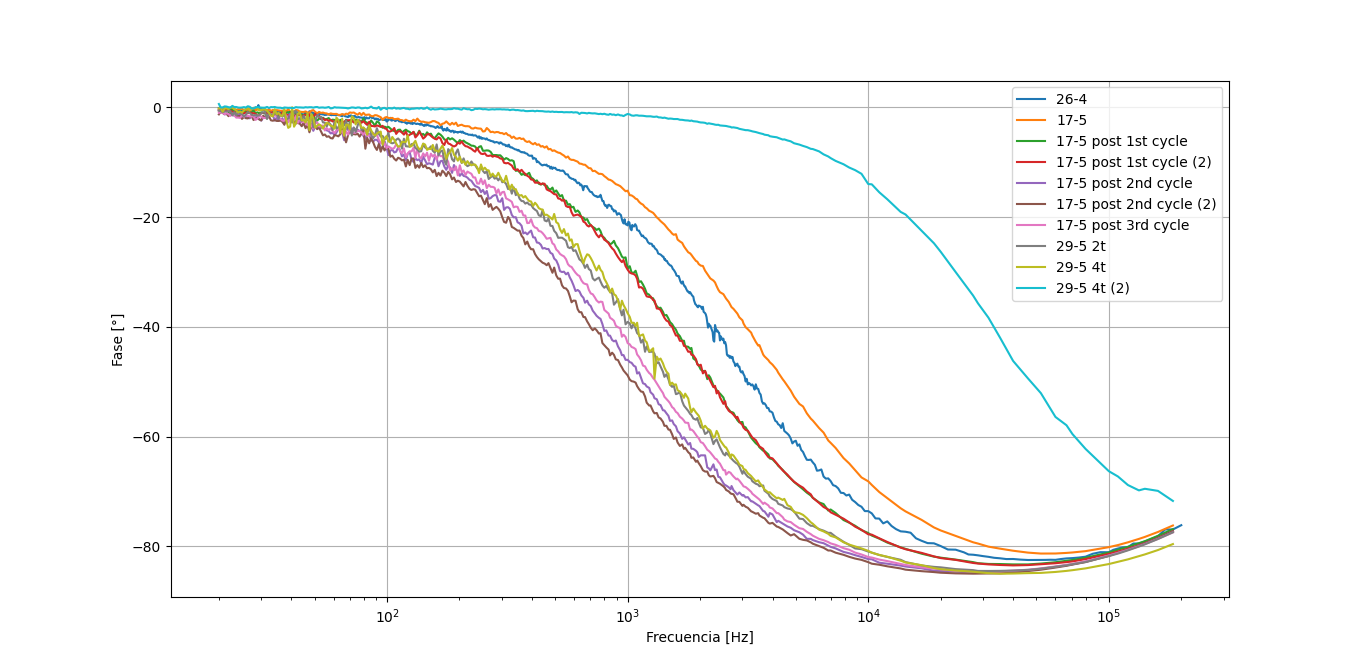 0
−20
−40
−60
−80
Fase [°]
10²
10³
10⁴
10⁵
Frecuencia [Hz]
26-4
17-5
17-5 post 1st cycle
17-5 post 1st cycle (2)
17-5 post 2nd cycle
17-5 post 2nd cycle (2)
17-5 post 3rd cycle
29-5 2t
29-5 4t
29-5 4t (2)